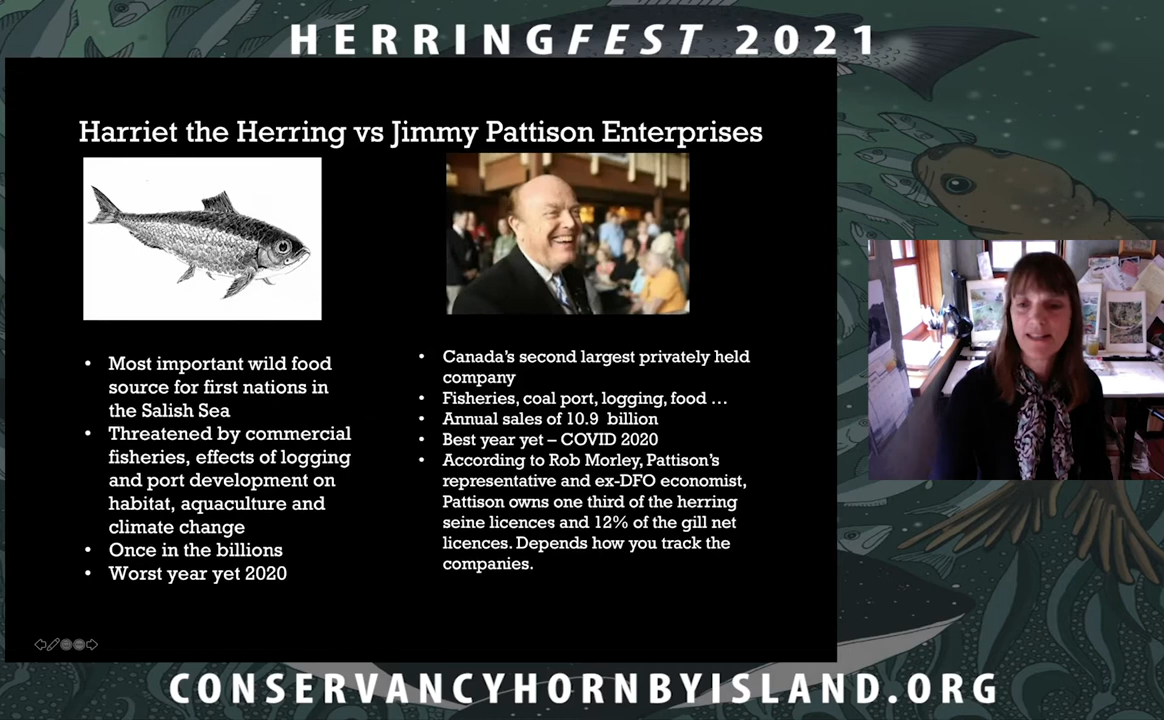 HERRINGFEST 2021
Harriet the Herring vs Jimmy Pattison Enterprises
• Most important wild food
source for first nations in
the Salish Sea
• Threatened by commercial
fisheries, effects of logging
and port development on
habitat, aquaculture and
climate change
• Once in the billions
• Worst year yet 2020
• Canada's second largest privately held
company
• Fisheries, coal port, logging, food ...
• Annual sales of 10.9 billion
• Best year yet – COVID 2020
• According to Rob Morley, Pattison's
representative and ex-DFO economist,
Pattison owns one third of the herring
seine licences and 12% of the gill net
licences. Depends how you track the
companies.
CONSERVANCYHORNBYISLAND.ORG